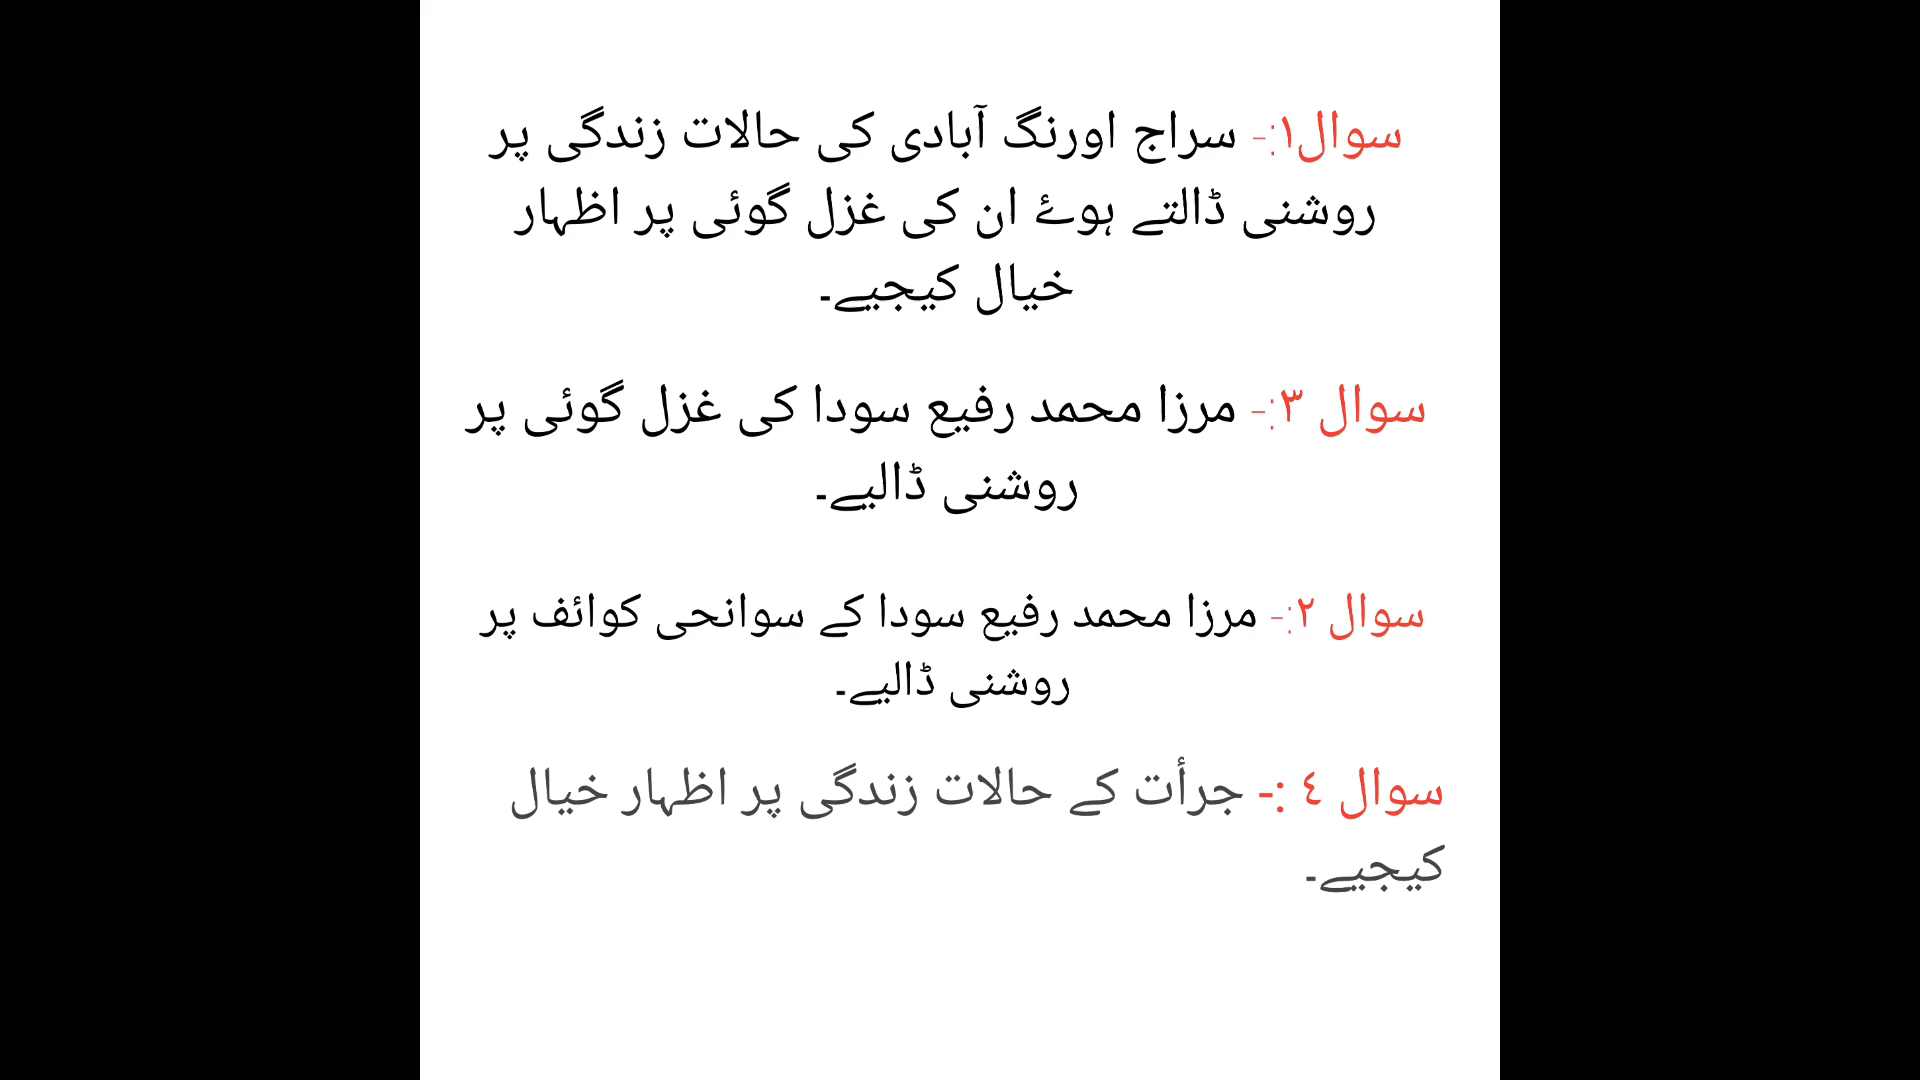 سوال۱:- سراج اورنگ آبادی کی حالات زندگی پر
روشنی ڈالتے ہوۓ ان کی غزل گوئی پر اظہار
خیال کیجیے۔
سوال ۳:- مرزا محمد رفیع سودا کی غزل گوئی پر
روشنی ڈالیے۔
سوال ۲:- مرزا محمد رفیع سودا کے سوانحی کوائف پر
روشنی ڈالیے۔
سوال ٤ :- جرأت کے حالات زندگی پر اظہار خیال
کیجیے۔